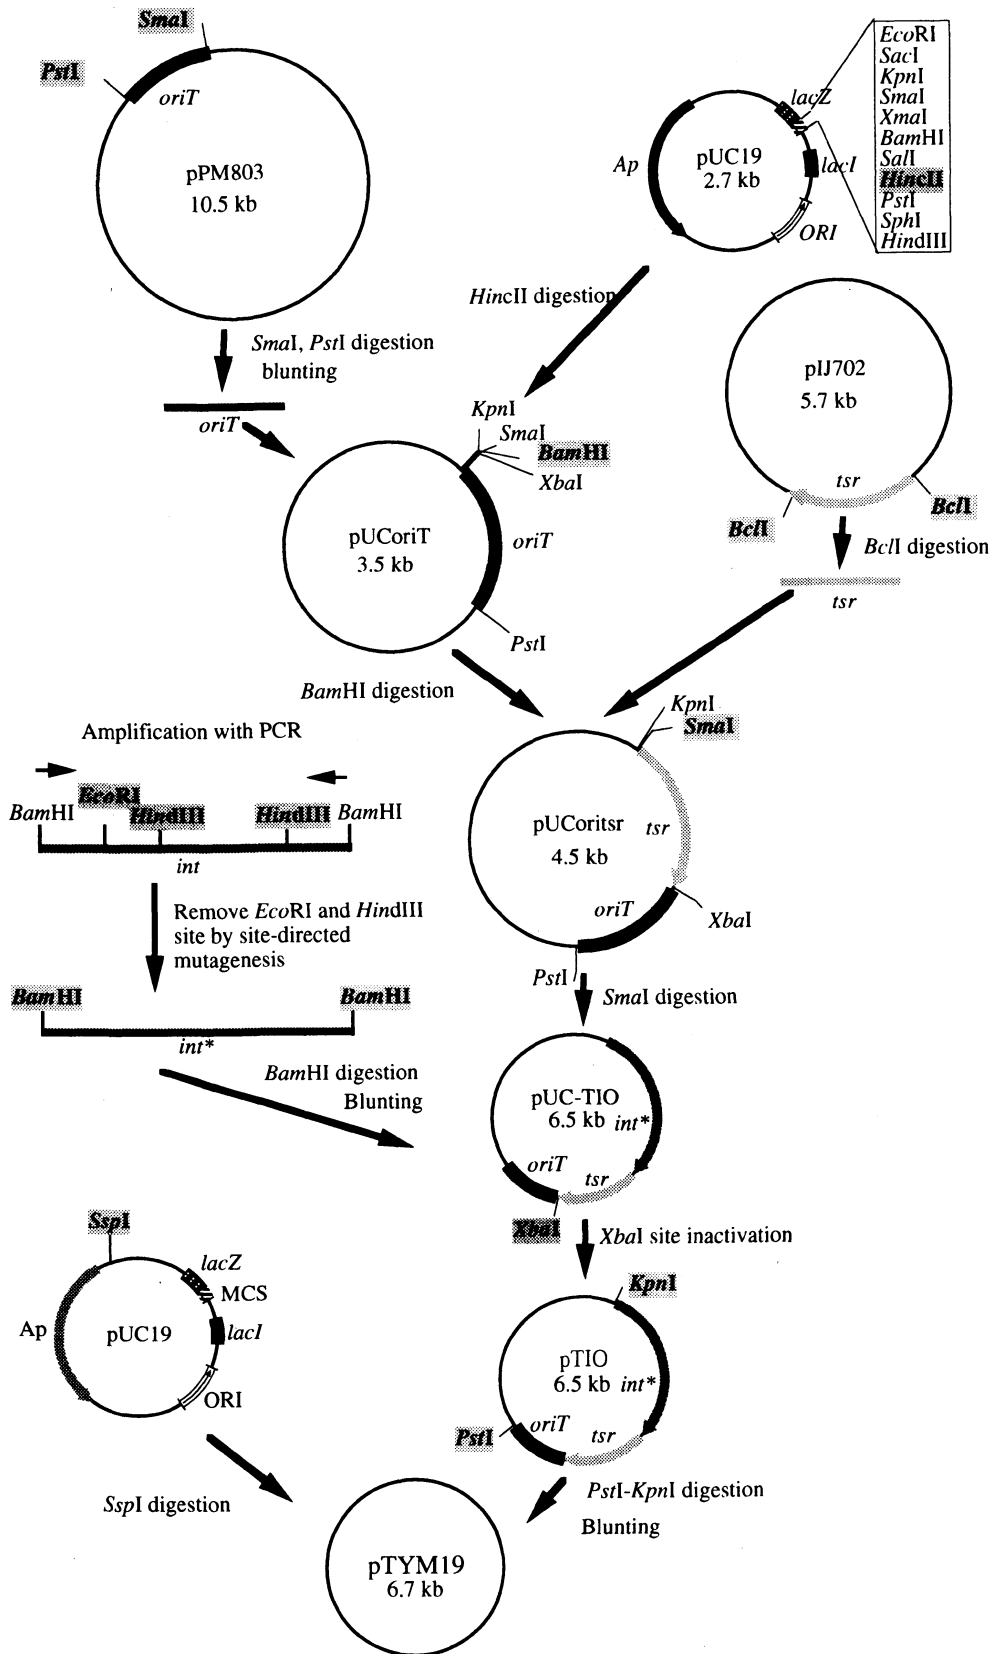 SmaI
PstI
oriT
pPM803
10.5 kb
SmaI, PstI digestion
blunting
oriT
lacZ
Ap
pUC19
2.7 kb
lacI
ORI
EcoRI
SacI
KpnI
SmaI
XmaI
BamHI
SalI
HincII
PstI
SphI
HindIII
HincII digestion
pIJ702
5.7 kb
tsr
BclI
BclI
BclI digestion
tsr
KpnI
SmaI
BamHI
XbaI
pUCoriT
3.5 kb
oriT
PstI
BamHI digestion
KpnI
SmaI
pUCoritsr
4.5 kb
tsr
oriT
XbaI
PstI
SmaI digestion
Amplification with PCR
BamHI
EcoRI
HindIII
HindIII
BamHI
int
Remove EcoRI and HindIII
site by site-directed
mutagenesis
BamHI
BamHI
int*
BamHI digestion
Blunting
pUC-TIO
6.5 kb
int*
oriT
tsr
XbaI
XbaI site inactivation
SspI
lacZ
MCS
Ap
pUC19
lacI
ORI
KpnI
pTIO
6.5 kb
int*
oriT
tsr
PstI
SspI digestion
PstI-KpnI digestion
Blunting
pTYM19
6.7 kb